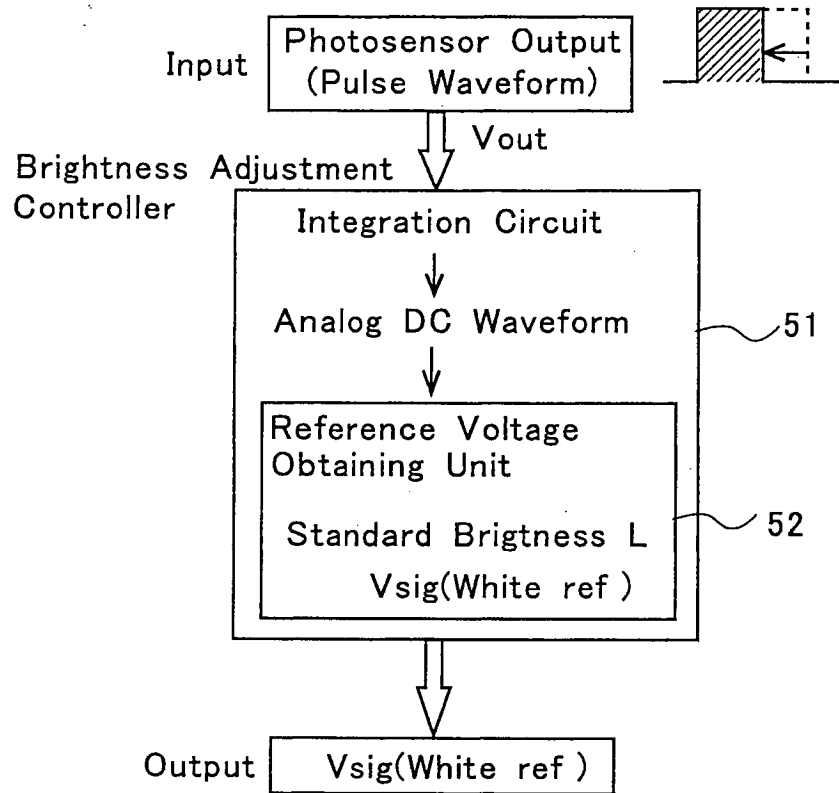 Photosensor Output
Input
(Pulse Waveform)
Vout
Brightness Adjustment
Controller
Integration Circuit
Analog DC Waveform
51
Reference Voltage
Obtaining Unit
52
Standard Brigtness L
Vsig(White ref)
Output
Vsig(White ref)